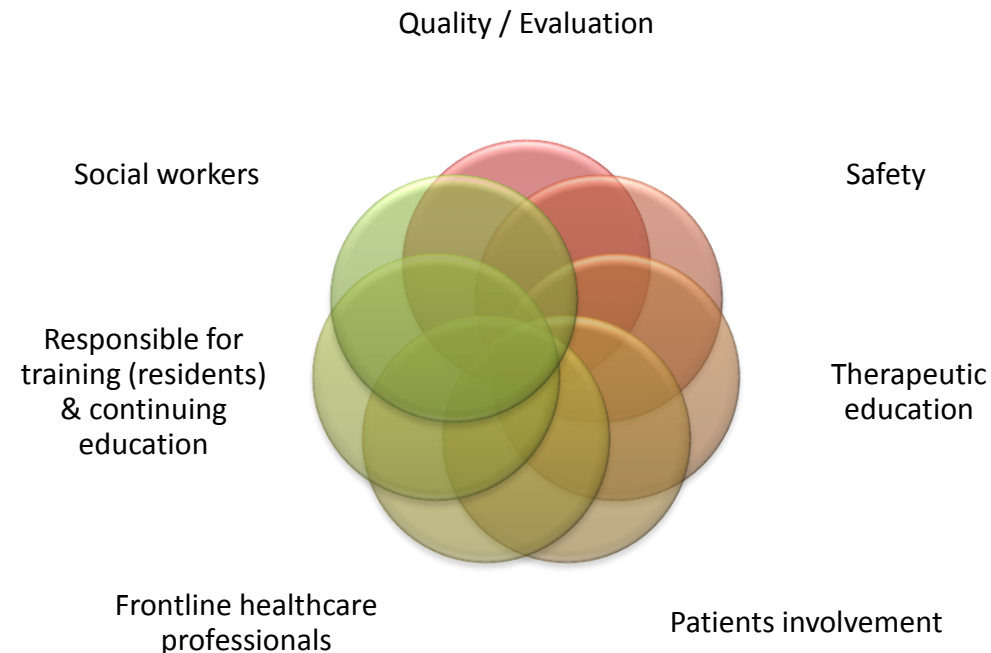 Quality / Evaluation
Social workers
Safety
Responsible for
training (residents)
& continuing
education
Therapeutic
education
Frontline healthcare
professionals
Patients involvement